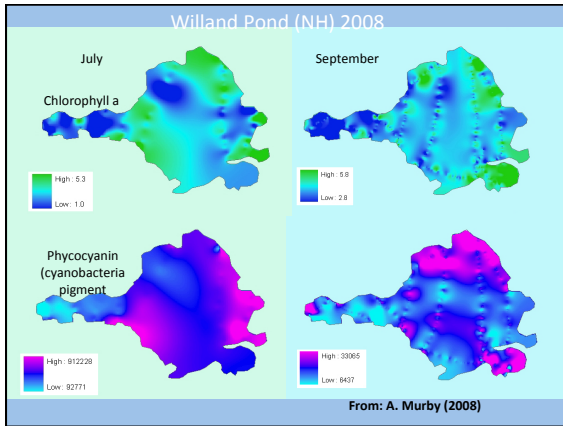 Willand Pond (NH) 2008
July
September
Chlorophyll a
High : 5.3
Low : 1.0
High : 5.8
Low : 2.8
Phycocyanin
(cyanobacteria
pigment
High : 912228
Low : 92771
High : 33065
Low : 6437
From: A. Murby (2008)